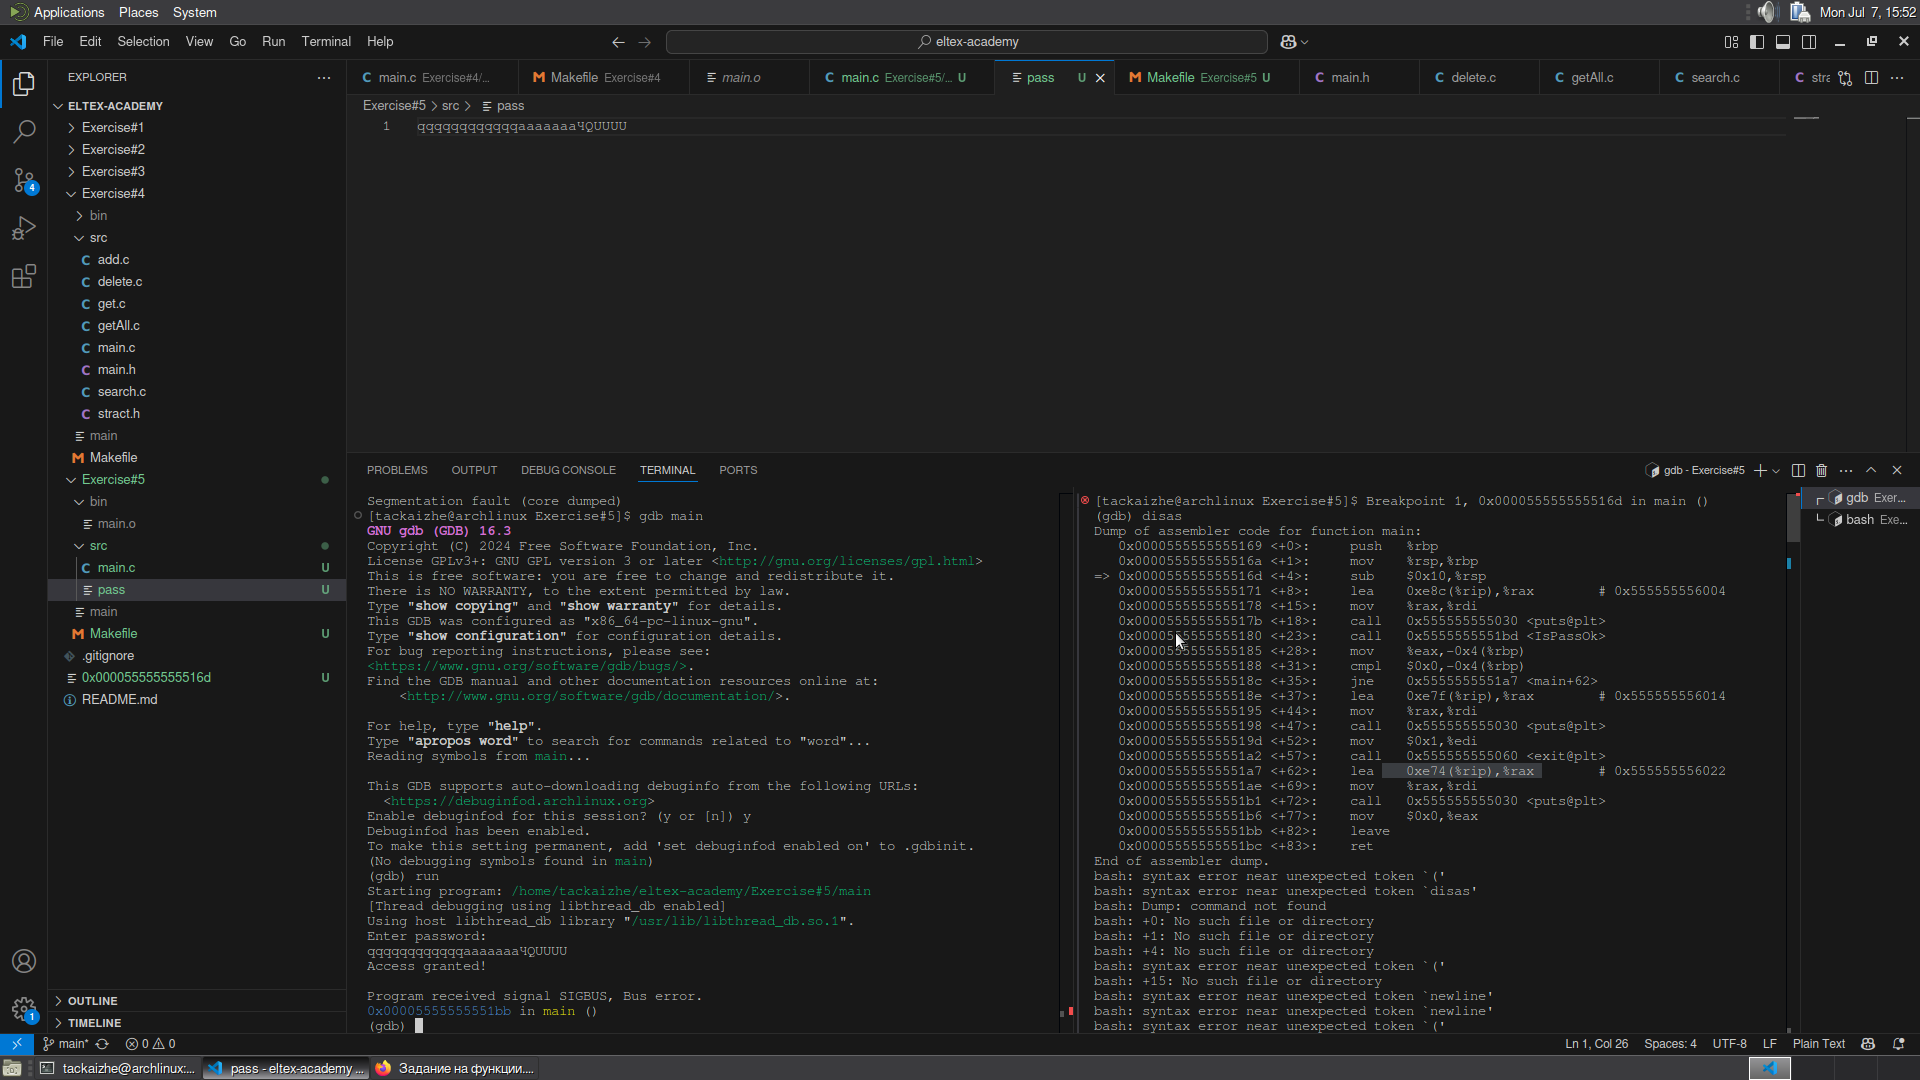 Applications Places System
Mon Jul 7, 15:52
File Edit Selection View Go Run Terminal Help
eltex-academy
EXPLORER
main.c Exercise#4/...
Makefile Exercise#4
main.o
main.c Exercise#5/... U
pass U
Makefile Exercise#5 U
main.h
delete.c
getAll.c
search.c
stra
ELTEX-ACADEMY
Exercise#1
Exercise#2
Exercise#3
Exercise#4
bin
src
add.c
delete.c
get.c
getAll.c
main.c
main.h
search.c
stract.h
main
Makefile
Exercise#5
bin
main.o
src
main.c U
pass U
main
Makefile U
.gitignore
0x000055555555516d U
README.md
OUTLINE
TIMELINE
Exercise#5 > src > pass
1 qqqqqqqqqqqqaaaaaaaЧQUUUU
PROBLEMS OUTPUT DEBUG CONSOLE TERMINAL PORTS
gdb - Exercise#5
Segmentation fault (core dumped)
[tackaizhe@archlinux Exercise#5]$ gdb main
GNU gdb (GDB) 16.3
Copyright (C) 2024 Free Software Foundation, Inc.
License GPLv3+: GNU GPL version 3 or later <http://gnu.org/licenses/gpl.html>
This is free software: you are free to change and redistribute it.
There is NO WARRANTY, to the extent permitted by law.
Type "show copying" and "show warranty" for details.
This GDB was configured as "x86_64-pc-linux-gnu".
Type "show configuration" for configuration details.
For bug reporting instructions, please see:
<https://www.gnu.org/software/gdb/bugs/>.
Find the GDB manual and other documentation resources online at:
<http://www.gnu.org/software/gdb/documentation/>.
For help, type "help".
Type "apropos word" to search for commands related to "word"...
Reading symbols from main...
This GDB supports auto-downloading debuginfo from the following URLs:
<https://debuginfod.archlinux.org>
Enable debuginfod for this session? (y or [n]) y
Debuginfod has been enabled.
To make this setting permanent, add 'set debuginfod enabled on' to .gdbinit.
(No debugging symbols found in main)
(gdb) run
Starting program: /home/tackaizhe/eltex-academy/Exercise#5/main
[Thread debugging using libthread_db enabled]
Using host libthread_db library "/usr/lib/libthread_db.so.1".
Enter password:
qqqqqqqqqqqqaaaaaaaЧQUUUU
Access granted!
Program received signal SIGBUS, Bus error.
0x00005555555551bb in main ()
(gdb)
[tackaizhe@archlinux Exercise#5]$ Breakpoint 1, 0x000055555555516d in main ()
(gdb) disas
Dump of assembler code for function main:
0x0000555555555169 <+0>: push %rbp
0x000055555555516a <+1>: mov %rsp,%rbp
=> 0x000055555555516d <+4>: sub $0x10,%rsp
0x0000555555555171 <+8>: lea 0xe8c(%rip),%rax # 0x555555556004
0x0000555555555178 <+15>: mov %rax,%rdi
0x000055555555517b <+18>: call 0x555555555030 <puts@plt>
0x0000555555555180 <+23>: call 0x5555555551bd <IsPassOk>
0x0000555555555185 <+28>: mov %eax,-0x4(%rbp)
0x0000555555555188 <+31>: cmpl $0x0,-0x4(%rbp)
0x000055555555518c <+35>: jne 0x5555555551a7 <main+62>
0x000055555555518e <+37>: lea 0xe7f(%rip),%rax # 0x555555556014
0x0000555555555195 <+44>: mov %rax,%rdi
0x0000555555555198 <+47>: call 0x555555555030 <puts@plt>
0x000055555555519d <+52>: mov $0x1,%edi
0x00005555555551a2 <+57>: call 0x555555555060 <exit@plt>
0x00005555555551a7 <+62>: lea 0xe74(%rip),%rax # 0x555555556022
0x00005555555551ae <+69>: mov %rax,%rdi
0x00005555555551b1 <+72>: call 0x555555555030 <puts@plt>
0x00005555555551b6 <+77>: mov $0x0,%eax
0x00005555555551bb <+82>: leave
0x00005555555551bc <+83>: ret
End of assembler dump.
bash: syntax error near unexpected token `('
bash: syntax error near unexpected token `disas'
bash: Dump: command not found
bash: +0: No such file or directory
bash: +1: No such file or directory
bash: +4: No such file or directory
bash: syntax error near unexpected token `('
bash: +15: No such file or directory
bash: syntax error near unexpected token `newline'
bash: syntax error near unexpected token `newline'
bash: syntax error near unexpected token `('
gdb Exer...
bash Exe...
4
1
main* 0 0
Ln 1, Col 26 Spaces: 4 UTF-8 LF Plain Text
tackaizhe@archlinux:... pass - eltex-academy ... Задание на функции....